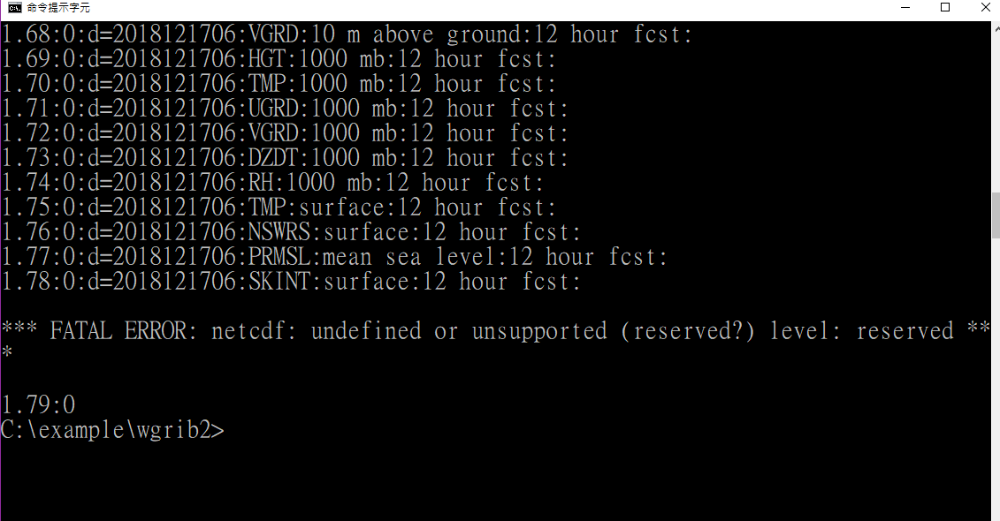 命令提示字元
1.68:0:d=2018121706:VGRD:10 m above ground:12 hour fcst:
1.69:0:d=2018121706:HGT:1000 mb:12 hour fcst:
1.70:0:d=2018121706:TMP:1000 mb:12 hour fcst:
1.71:0:d=2018121706:UGRD:1000 mb:12 hour fcst:
1.72:0:d=2018121706:VGRD:1000 mb:12 hour fcst:
1.73:0:d=2018121706:DZDT:1000 mb:12 hour fcst:
1.74:0:d=2018121706:RH:1000 mb:12 hour fcst:
1.75:0:d=2018121706:TMP:surface:12 hour fcst:
1.76:0:d=2018121706:NSWRS:surface:12 hour fcst:
1.77:0:d=2018121706:PRMSL:mean sea level:12 hour fcst:
1.78:0:d=2018121706:SKINT:surface:12 hour fcst:
*** FATAL ERROR: netcdf: undefined or unsupported (reserved?) level: reserved **
*
1.79:0
C:\example\wgrib2>